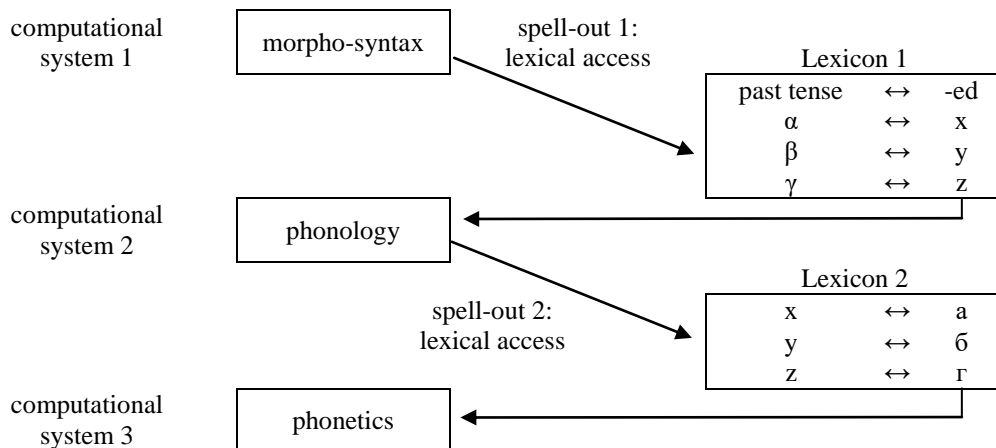 computational
system 1
morpho-syntax
spell-out 1:
lexical access
Lexicon 1
past tense ↔ -ed
α ↔ x
β ↔ y
γ ↔ z
computational
system 2
phonology
spell-out 2:
lexical access
Lexicon 2
x ↔ а
y ↔ б
z ↔ г
computational
system 3
phonetics